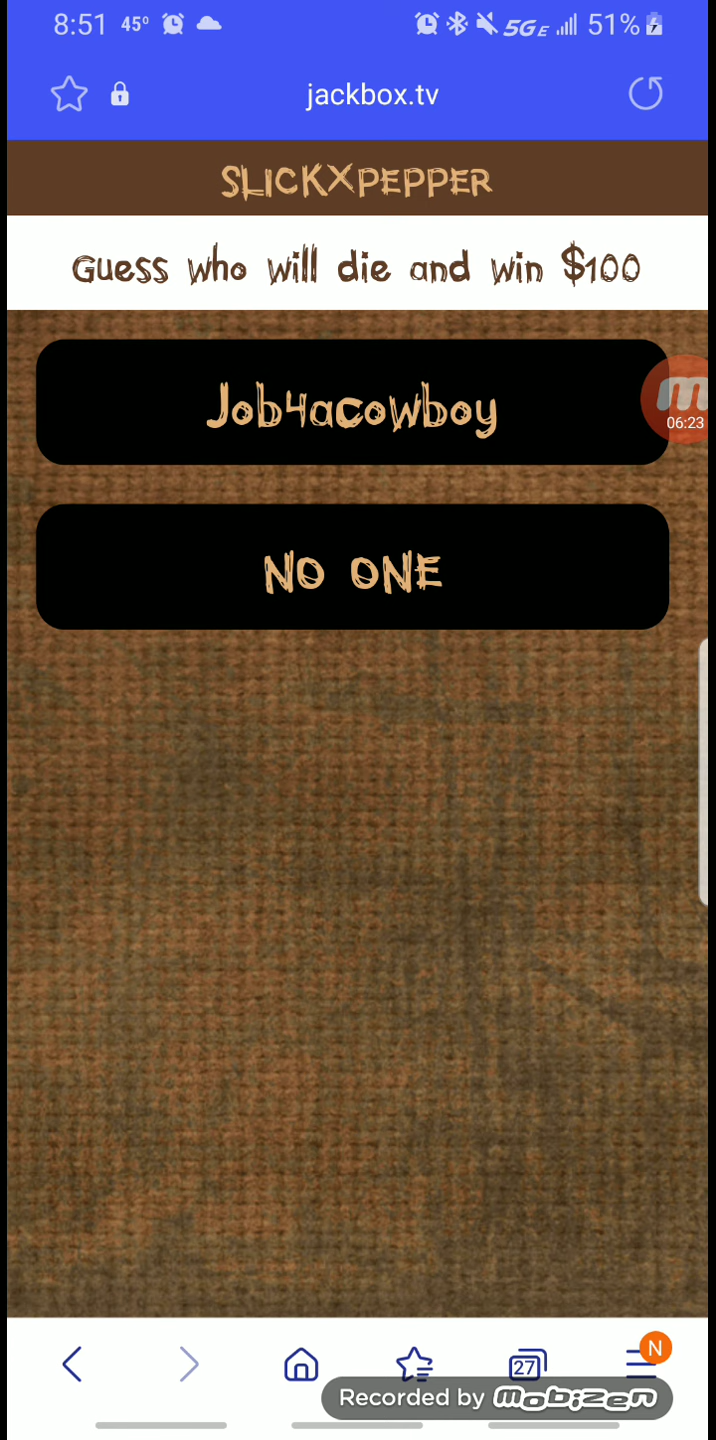 8:51 45° 5GE 51%
jackbox.tv
SLICKXPEPPER
Guess who will die and win $100
Job4acowboy
06:23
NO ONE
27 N
Recorded by mobizen